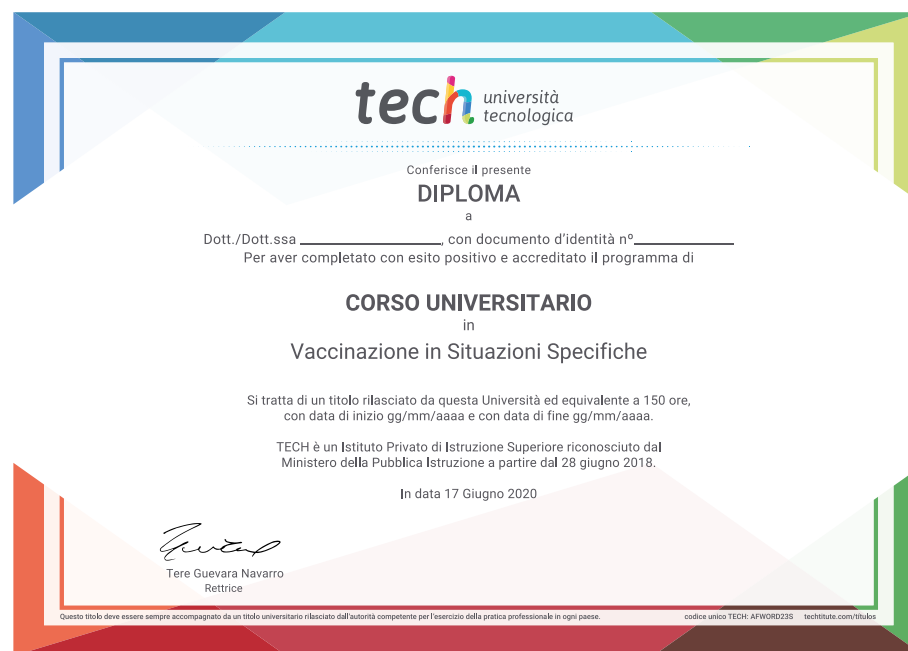 tech università
tecnologica
Conferisce il presente
DIPLOMA
a
Dott./Dott.ssa ____________________, con documento d'identità nº______________
Per aver completato con esito positivo e accreditato il programma di
CORSO UNIVERSITARIO
in
Vaccinazione in Situazioni Specifiche
Si tratta di un titolo rilasciato da questa Università ed equivalente a 150 ore,
con data di inizio gg/mm/aaaa e con data di fine gg/mm/aaaa.
TECH è un Istituto Privato di Istruzione Superiore riconosciuto dal
Ministero della Pubblica Istruzione a partire dal 28 giugno 2018.
In data 17 Giugno 2020
Tere Guevara Navarro
Rettrice
Questo titolo deve essere sempre accompagnato da un titolo universitario rilasciato dall'autorità competente per l'esercizio della pratica professionale in ogni paese. codice unico TECH: AFWORD23S techtitute.com/titulos